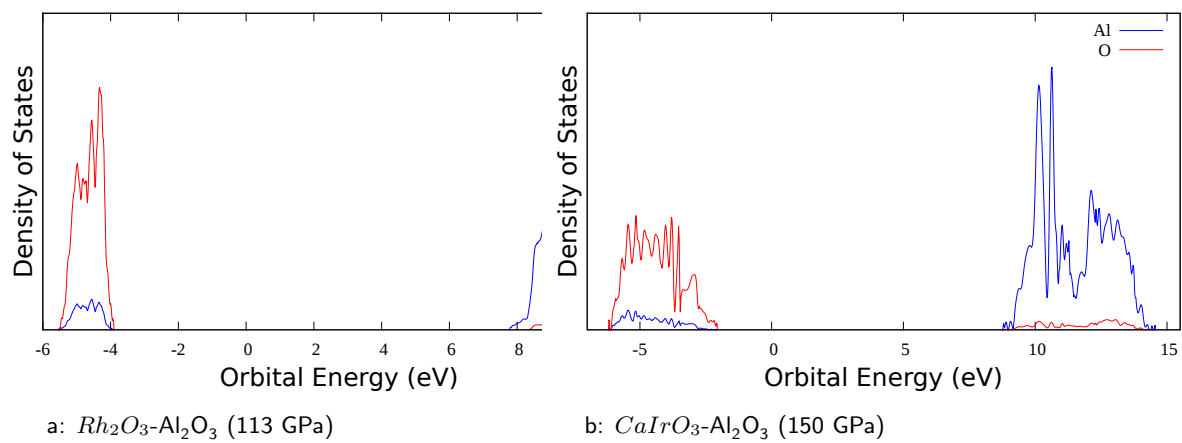 Density of States
-6 -4 -2 0 2 4 6 8
Orbital Energy (eV)
a: Rh₂O₃-Al₂O₃ (113 GPa)
Density of States
Al
O
-5 0 5 10 15
Orbital Energy (eV)
b: CaIrO₃-Al₂O₃ (150 GPa)